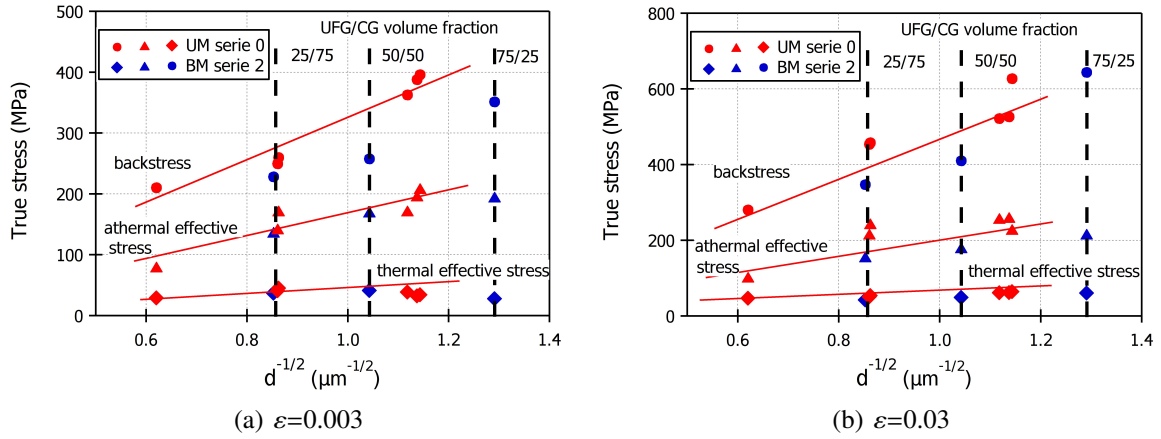 500
400
300
200
100
0
True stress (MPa)
UFG/CG volume fraction
UM serie 0
BM serie 2
25/75
50/50
75/25
backstress
athermal effective
stress
thermal effective stress
0.6
0.8
1.0
1.2
1.4
d⁻¹/² (µm⁻¹/²)
(a) ε=0.003
800
600
400
200
0
True stress (MPa)
UFG/CG volume fraction
UM serie 0
BM serie 2
25/75
50/50
75/25
backstress
athermal effective
stress
thermal effective stress
0.6
0.8
1.0
1.2
1.4
d⁻¹/² (µm⁻¹/²)
(b) ε=0.03